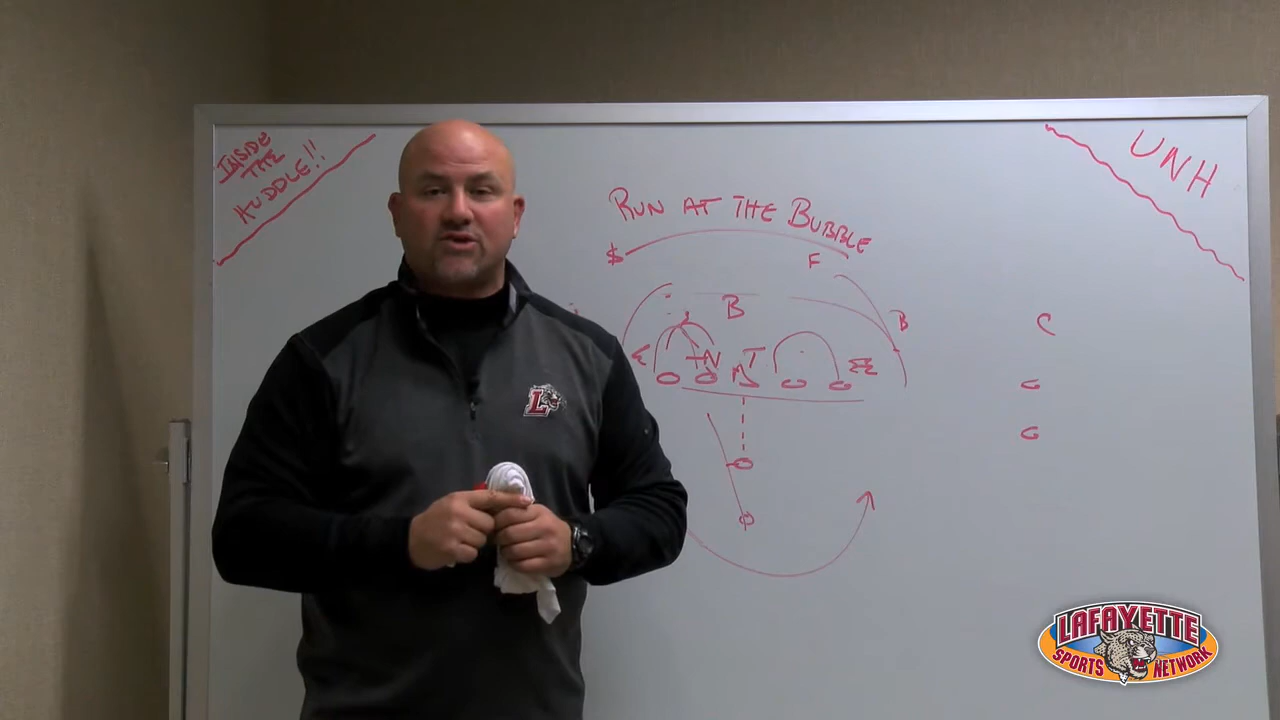 INSIDE
THE
HUDDLE!!
UNH
RUN AT THE BUBBLE
$
F
B
B
C
E
N
T
E
L
LAFAYETTE
SPORTS NETWORK